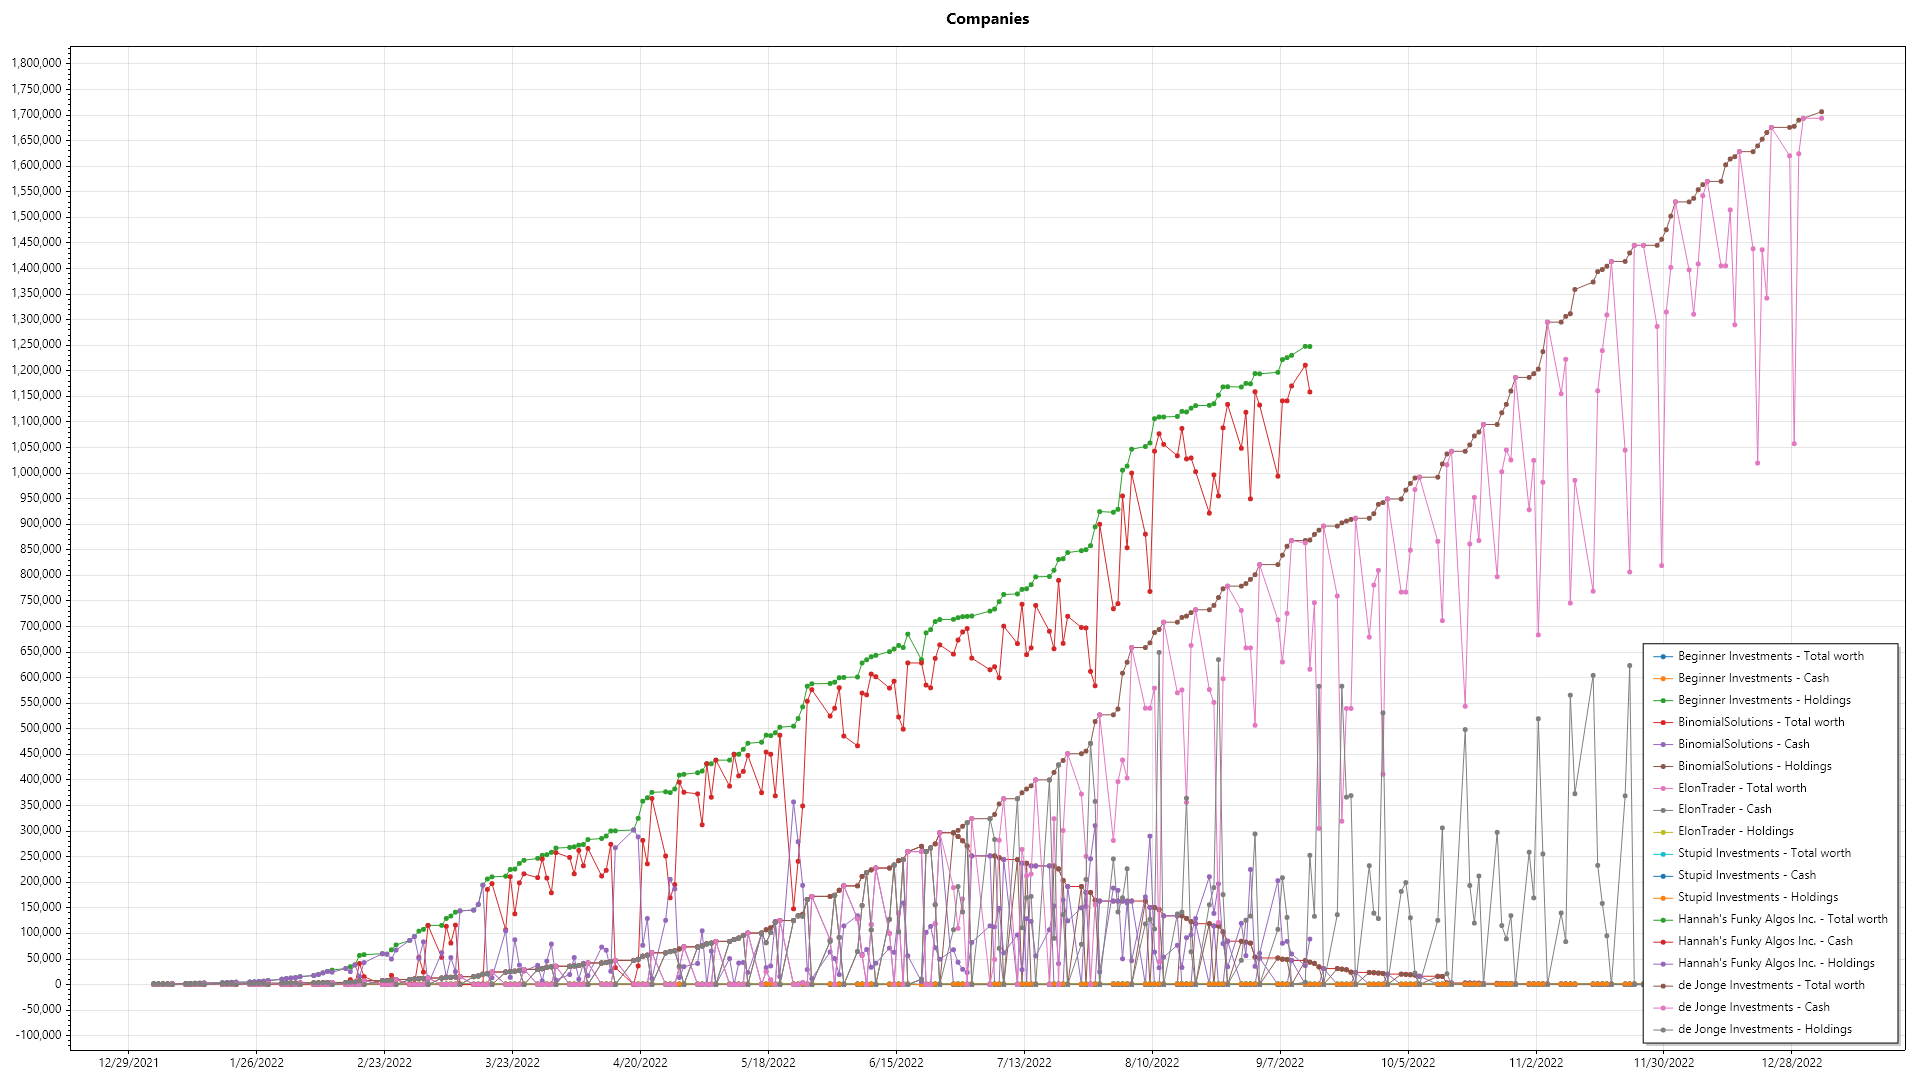 Companies
1,800,000
1,750,000
1,700,000
1,650,000
1,600,000
1,550,000
1,500,000
1,450,000
1,400,000
1,350,000
1,300,000
1,250,000
1,200,000
1,150,000
1,100,000
1,050,000
1,000,000
950,000
900,000
850,000
800,000
750,000
700,000
650,000
600,000
550,000
500,000
450,000
400,000
350,000
300,000
250,000
200,000
150,000
100,000
50,000
0
-50,000
-100,000
12/29/2021 1/26/2022 2/23/2022 3/23/2022 4/20/2022 5/18/2022 6/15/2022 7/13/2022 8/10/2022 9/7/2022 10/5/2022 11/2/2022 11/30/2022 12/28/2022
Beginner Investments - Total worth
Beginner Investments - Cash
Beginner Investments - Holdings
BinomialSolutions - Total worth
BinomialSolutions - Cash
BinomialSolutions - Holdings
ElonTrader - Total worth
ElonTrader - Cash
ElonTrader - Holdings
Stupid Investments - Total worth
Stupid Investments - Cash
Stupid Investments - Holdings
Hannah's Funky Algos Inc. - Total worth
Hannah's Funky Algos Inc. - Cash
Hannah's Funky Algos Inc. - Holdings
de Jonge Investments - Total worth
de Jonge Investments - Cash
de Jonge Investments - Holdings